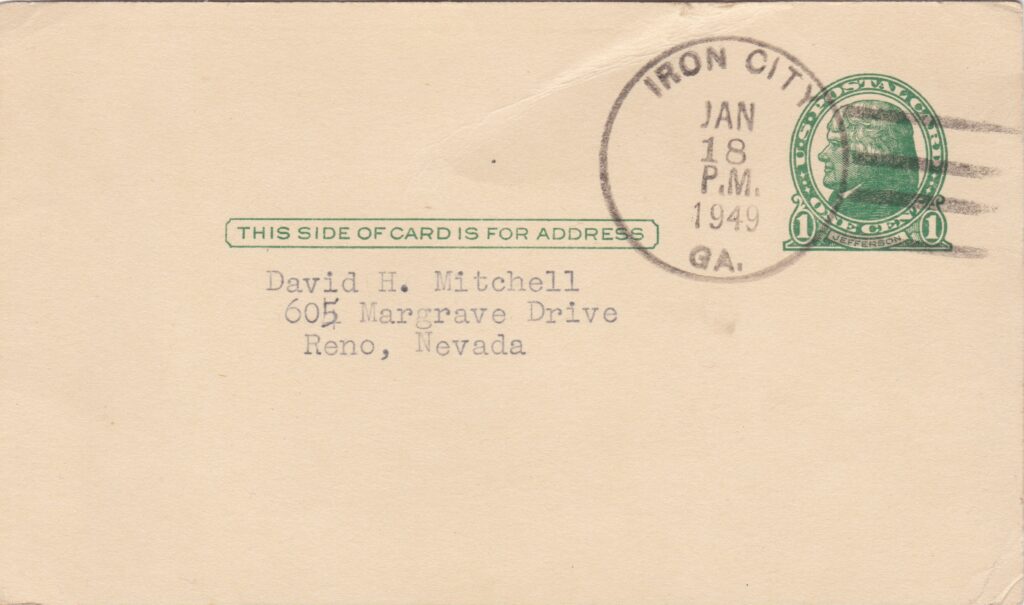 IRON CITY
JAN
18
P.M.
1949
GA.
U.S. POSTAL CARD
ONE CENT
1 1
JEFFERSON
THIS SIDE OF CARD IS FOR ADDRESS
David H. Mitchell
605 Margrave Drive
Reno, Nevada